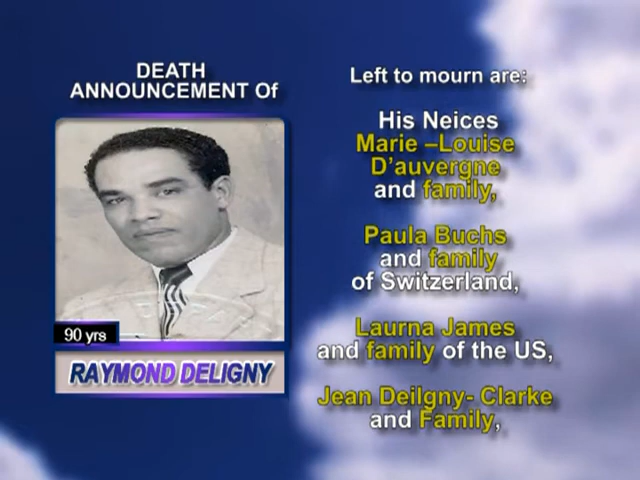 DEATH
ANNOUNCEMENT Of
90 yrs
RAYMOND DELIGNY
Left to mourn are:
His Neices
Marie –Louise
D'auvergne
and family,
Paula Buchs
and family
of Switzerland,
Laurna James
and family of the US,
Jean Deilgny- Clarke
and Family,